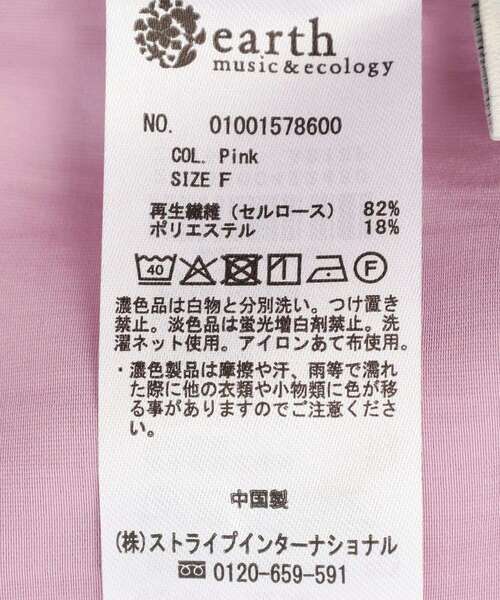 earth
music&ecology
NO. 01001578600
COL. Pink
SIZE F
再生繊維(セルロース) 82%
ポリエステル 18%
40
F
濃色品は白物と分別洗い。つけ置き
禁止。淡色品は蛍光増白剤禁止。洗
濯ネット使用。アイロンあて布使用。
・濃色製品は摩擦や汗、雨等で濡れ
た際に他の衣類や小物類に色が移
る事がありますのでご注意くださ
い。
中国製
(株)ストライプインターナショナル
0120-659-591